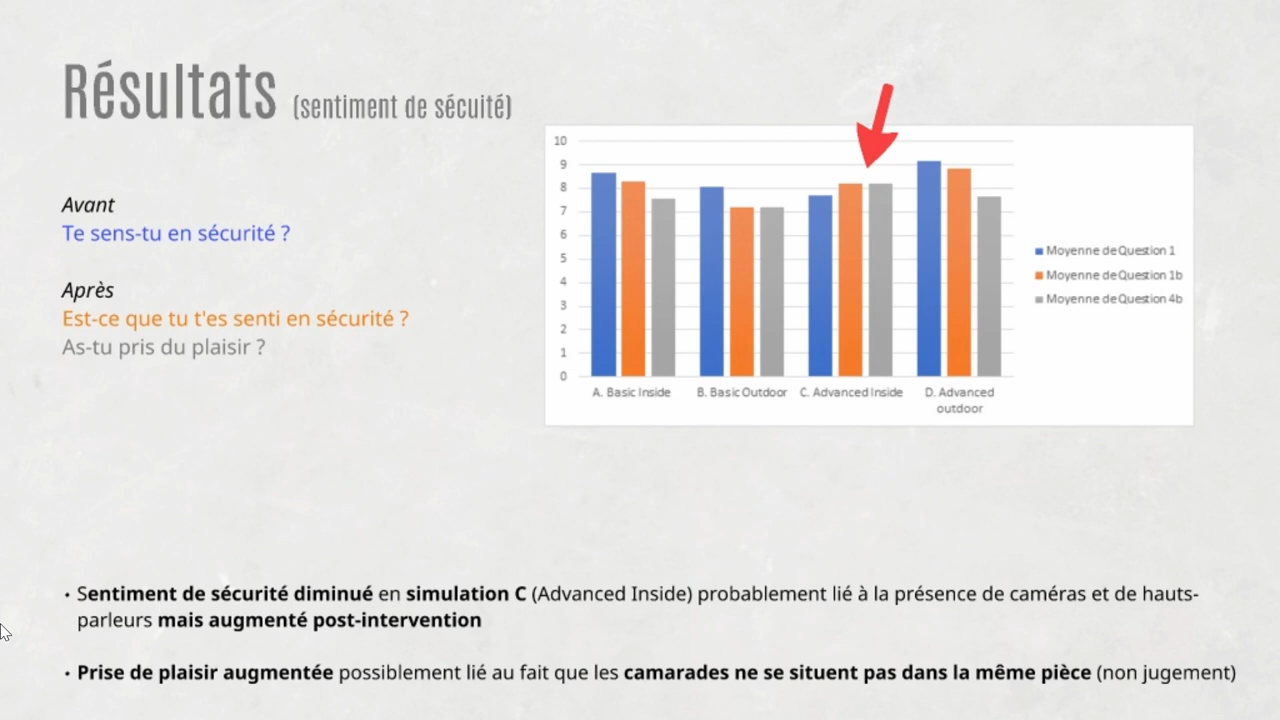 Résultats (sentiment de sécuité)
Avant
Te sens-tu en sécurité ?
Après
Est-ce que tu t'es senti en sécurité ?
As-tu pris du plaisir ?
10
9
8
7
6
5
4
3
2
1
0
A. Basic Inside
B. Basic Outdoor
C. Advanced Inside
D. Advanced
outdoor
Moyenne de Question 1
Moyenne de Question 1b
Moyenne de Question 4b
• Sentiment de sécurité diminué en simulation C (Advanced Inside) probablement lié à la présence de caméras et de hauts-
parleurs mais augmenté post-intervention
• Prise de plaisir augmentée possiblement lié au fait que les camarades ne se situent pas dans la même pièce (non jugement)